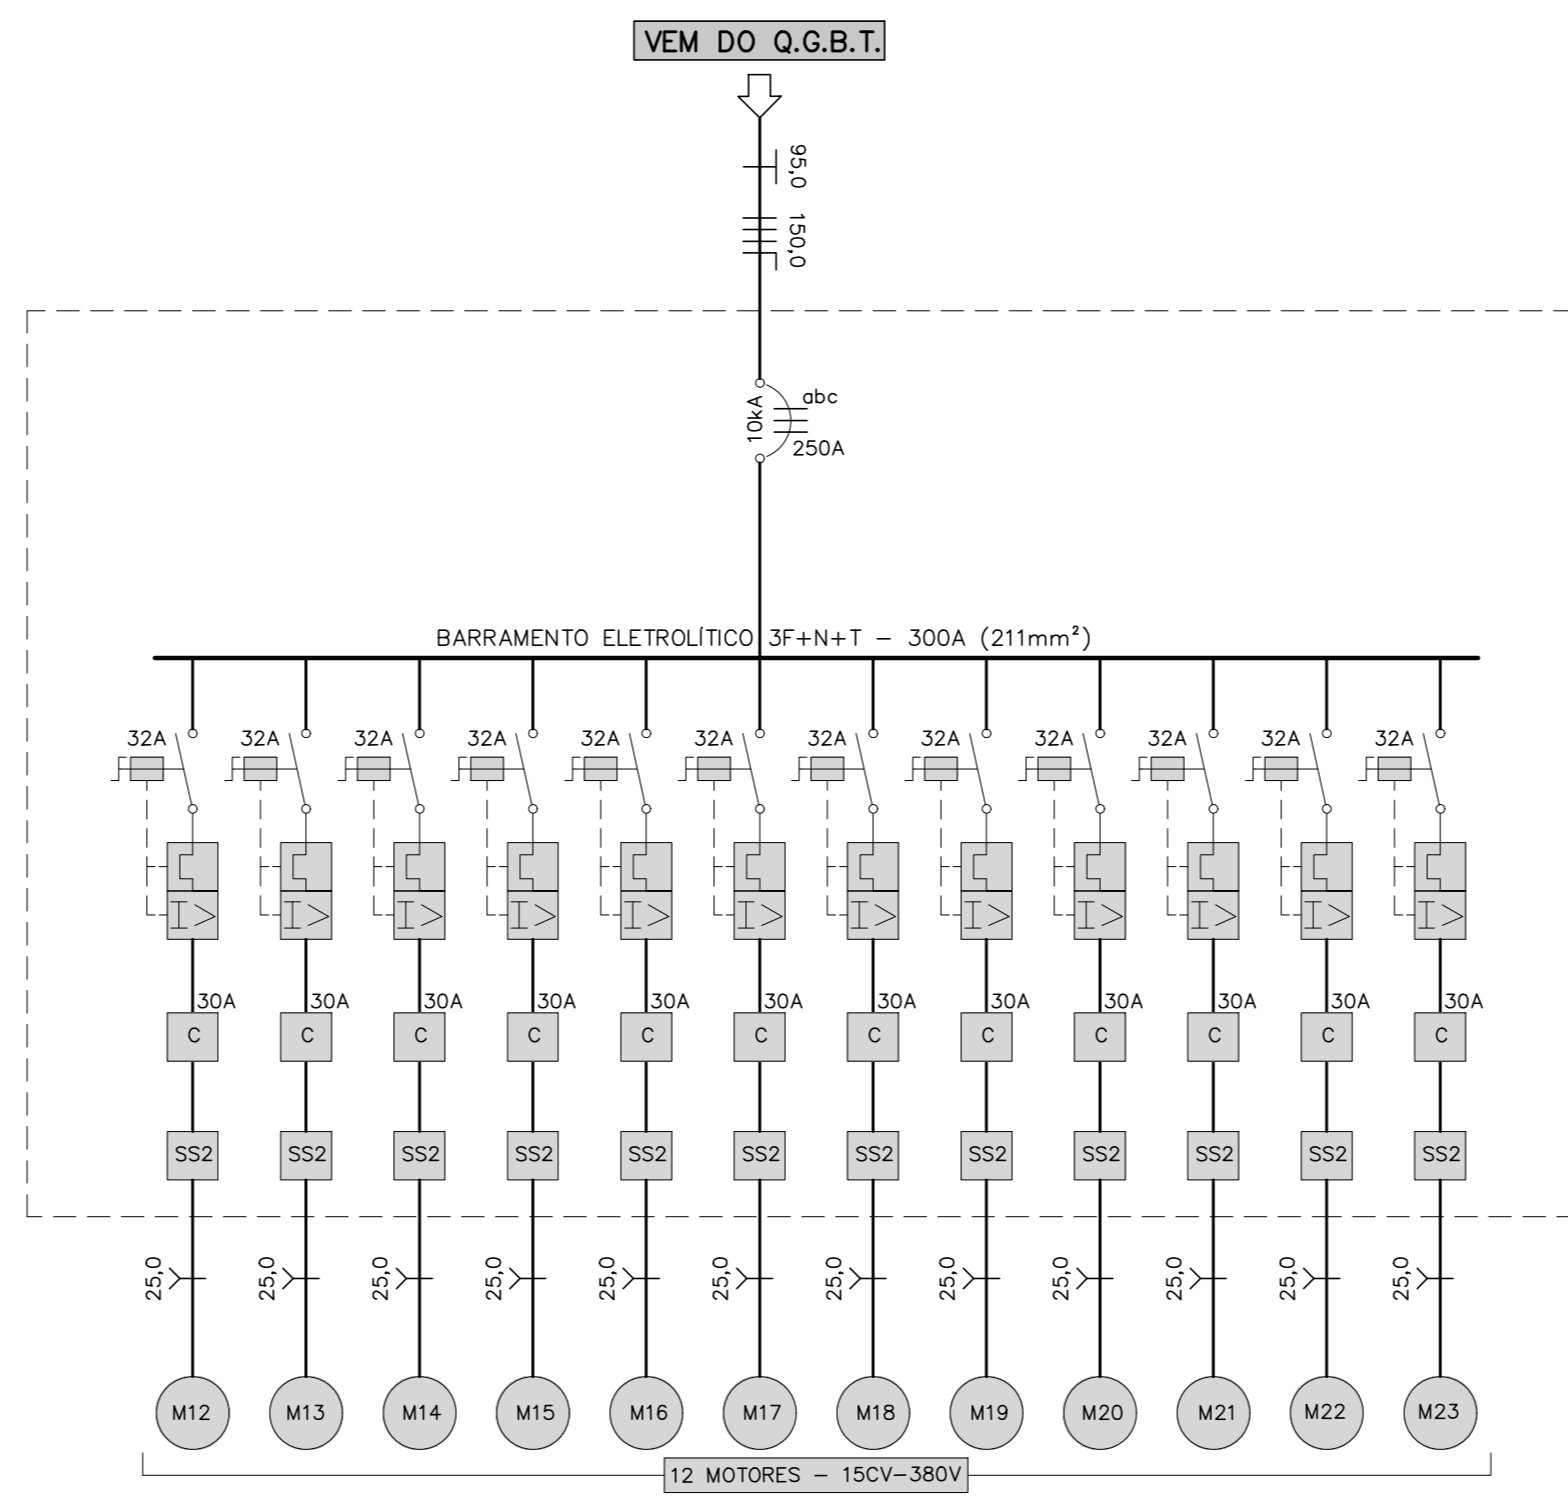 VEM DO Q.G.B.T.
95,0
150,0
abc
10kA
250A
BARRAMENTO ELETROLÍTICO 3F+N+T - 300A (211mm²)
32A 32A 32A 32A 32A 32A 32A 32A 32A 32A 32A 32A
I> I> I> I> I> I> I> I> I> I> I> I>
30A 30A 30A 30A 30A 30A 30A 30A 30A 30A 30A 30A
C C C C C C C C C C C C
SS2 SS2 SS2 SS2 SS2 SS2 SS2 SS2 SS2 SS2 SS2 SS2
25,0 25,0 25,0 25,0 25,0 25,0 25,0 25,0 25,0 25,0 25,0 25,0
M12 M13 M14 M15 M16 M17 M18 M19 M20 M21 M22 M23
12 MOTORES - 15CV-380V